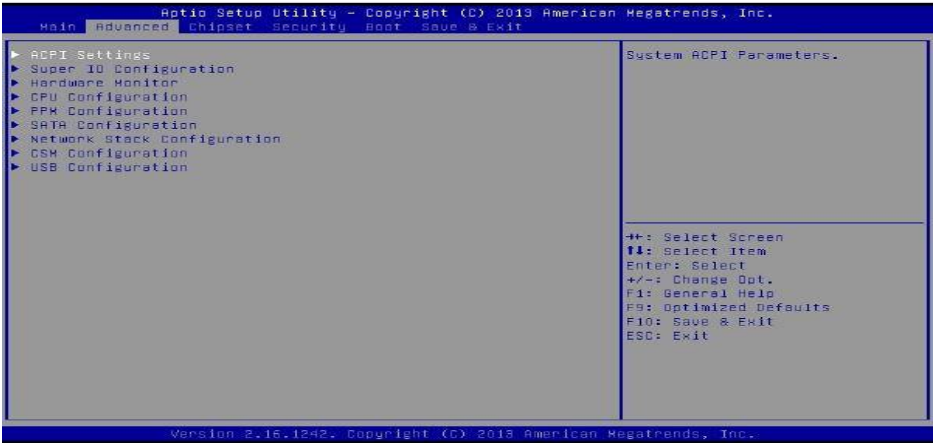 Aptio Setup Utility – Copyright (C) 2013 American Megatrends, Inc.
Main Advanced Chipset Security Boot Save & Exit
► ACPI Settings
► Super IO Configuration
► Hardware Monitor
► CPU Configuration
► PPM Configuration
► SATA Configuration
► Network Stack Configuration
► CSM Configuration
► USB Configuration
System ACPI Parameters.
→←: Select Screen
↑↓: Select Item
Enter: Select
+/-: Change Opt.
F1: General Help
F9: Optimized Defaults
F10: Save & Exit
ESC: Exit
Version 2.16.1242. Copyright (C) 2013 American Megatrends, Inc.